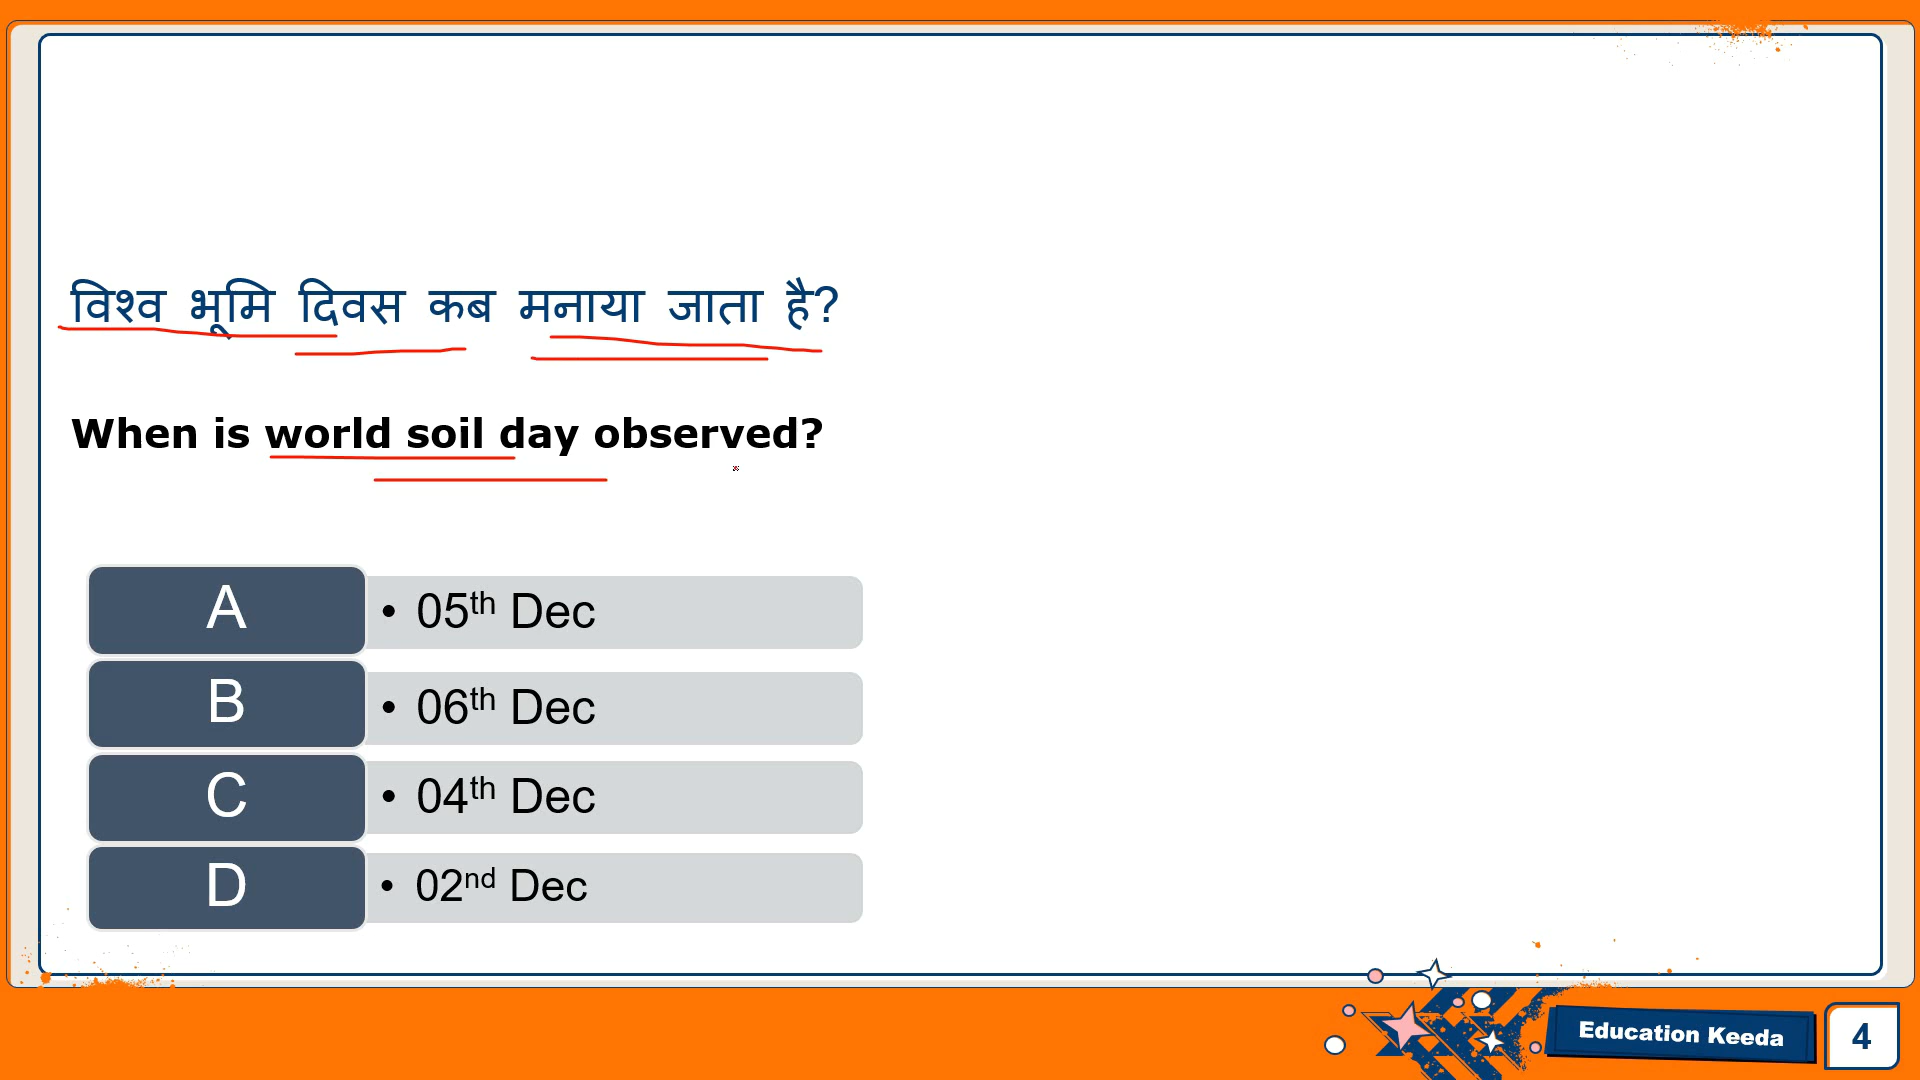 विश्व भूमि दिवस कब मनाया जाता है?
When is world soil day observed?
A
• 05th Dec
B
• 06th Dec
C
• 04th Dec
D
• 02nd Dec
Education Keeda
4